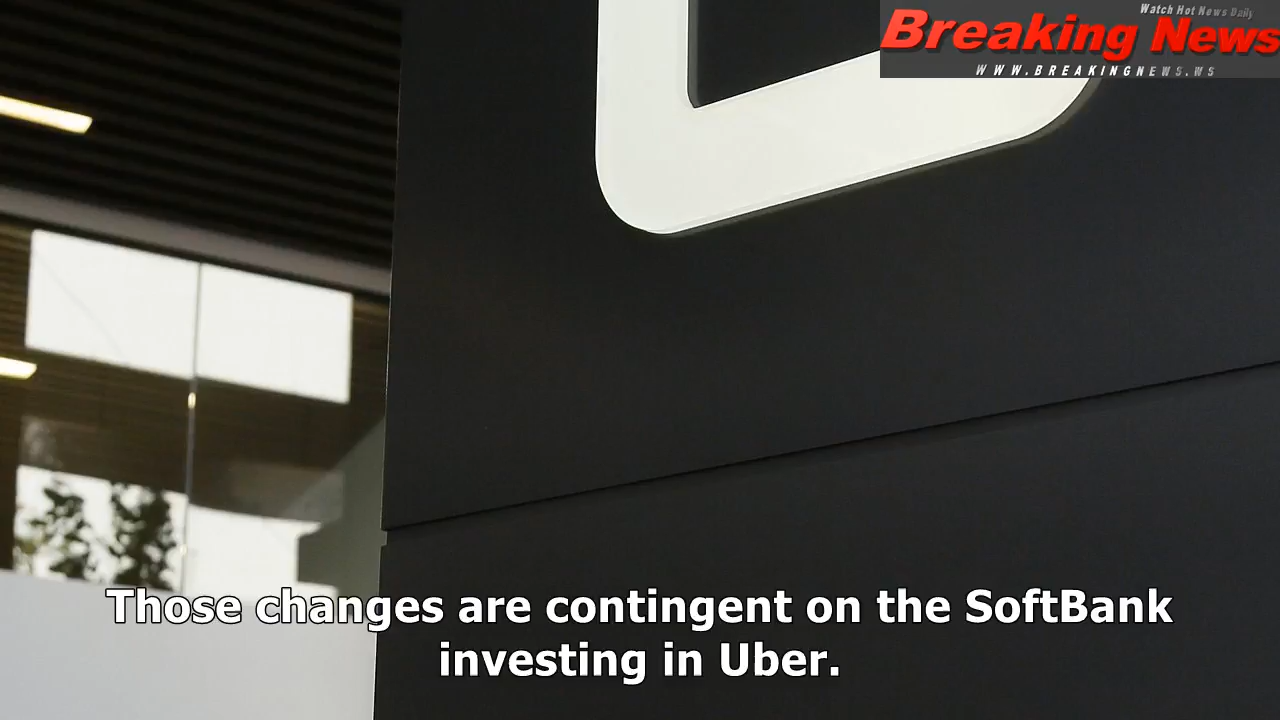 Watch Hot News Daily
Breaking News
WWW.BREAKINGNEWS.WS
Those changes are contingent on the SoftBank
investing in Uber.